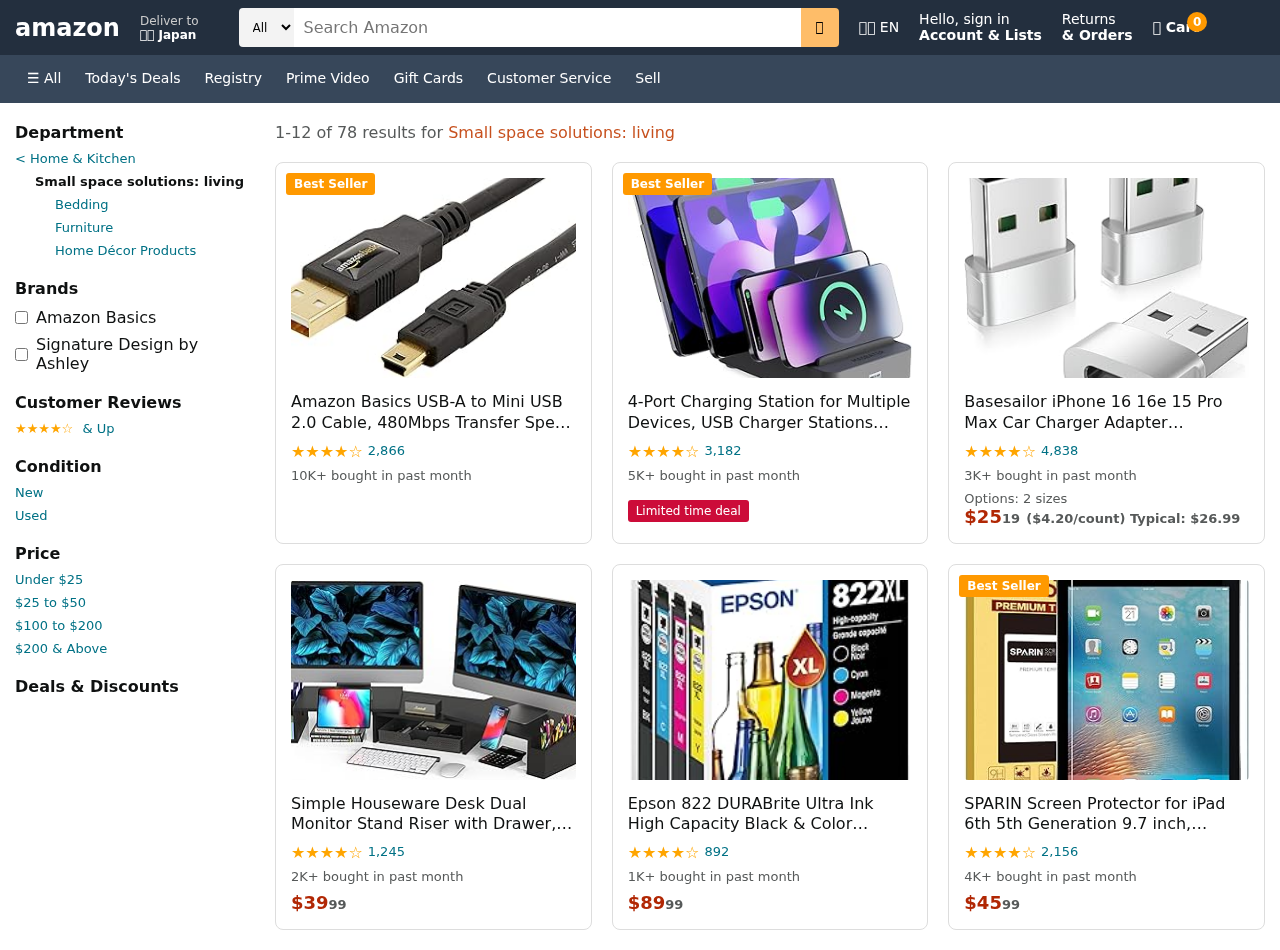 amazon
Deliver to
Japan
All
Search Amazon
EN
Hello, sign in
Account & Lists
Returns
& Orders
0
☰ All
Today's Deals
Registry
Prime Video
Gift Cards
Customer Service
Sell
Department
< Home & Kitchen
Small space solutions: living
Bedding
Furniture
Home Décor Products
Brands
Amazon Basics
Signature Design by
Ashley
Customer Reviews
★★★★☆ & Up
Condition
New
Used
Price
Under $25
$25 to $50
$100 to $200
$200 & Above
Deals & Discounts
1-12 of 78 results for Small space solutions: living
Best Seller
amazonbasics
Amazon Basics USB-A to Mini USB
2.0 Cable, 480Mbps Transfer Spe…
★★★★☆ 2,866
10K+ bought in past month
Best Seller
4-Port Charging Station for Multiple
Devices, USB Charger Stations…
★★★★☆ 3,182
5K+ bought in past month
Limited time deal
Basesailor iPhone 16 16e 15 Pro
Max Car Charger Adapter…
★★★★☆ 4,838
3K+ bought in past month
Options: 2 sizes
$25 19 ($4.20/count) Typical: $26.99
Simple Houseware Desk Dual
Monitor Stand Riser with Drawer,…
★★★★☆ 1,245
2K+ bought in past month
$39 99
EPSON
822XL
High-capacity
Grande capacité
XL
Black
Noir
Cyan
Magenta
Yellow
Jaune
Epson 822 DURABrite Ultra Ink
High Capacity Black & Color…
★★★★☆ 892
1K+ bought in past month
$89 99
Best Seller
PREMIUM
SPARIN
SPARIN Screen Protector for iPad
6th 5th Generation 9.7 inch,…
★★★★☆ 2,156
4K+ bought in past month
$45 99